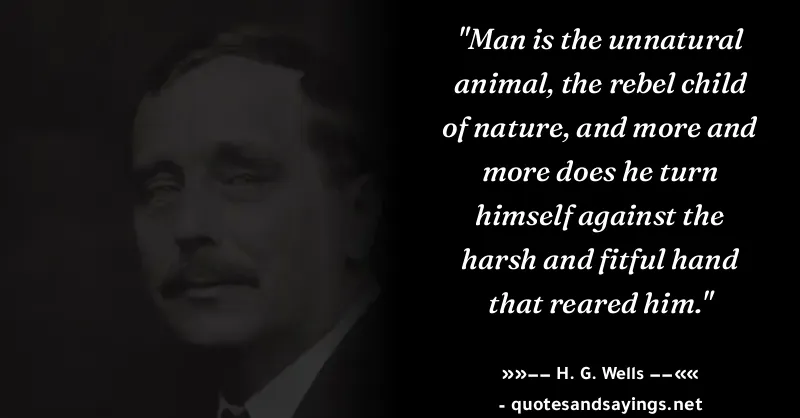 "Man is the unnatural
animal, the rebel child
of nature, and more and
more does he turn
himself against the
harsh and fitful hand
that reared him."
»»–– H. G. Wells ––««
- quotesandsayings.net